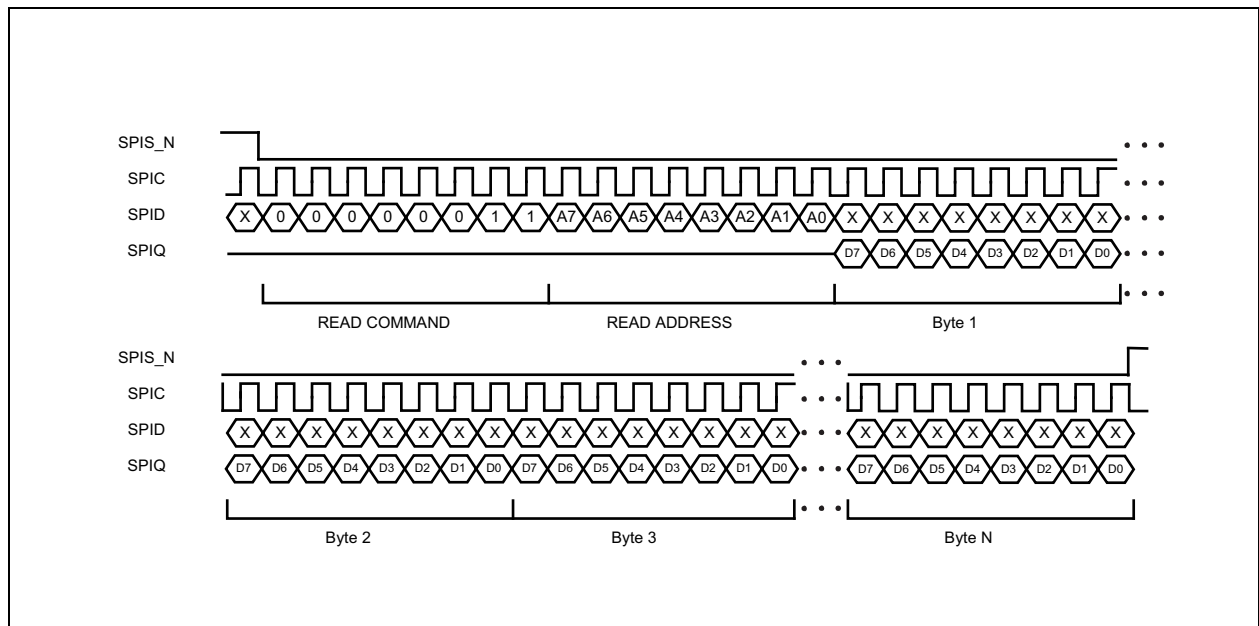 SPIS_N
SPIC
SPID X 0 0 0 0 0 0 1 1 A7 A6 A5 A4 A3 A2 A1 A0 X X X X X X X X
SPIQ D7 D6 D5 D4 D3 D2 D1 D0
READ COMMAND READ ADDRESS Byte 1
SPIS_N
SPIC
SPID X X X X X X X X X X X X X X X X X X X X X X X X
SPIQ D7 D6 D5 D4 D3 D2 D1 D0 D7 D6 D5 D4 D3 D2 D1 D0 D7 D6 D5 D4 D3 D2 D1 D0
Byte 2 Byte 3 Byte N